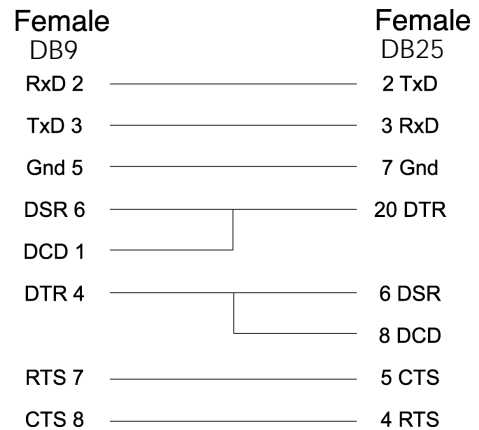 Female Female
DB9 DB25
RxD 2 2 TxD
TxD 3 3 RxD
Gnd 5 7 Gnd
DSR 6 20 DTR
DCD 1
DTR 4 6 DSR
8 DCD
RTS 7 5 CTS
CTS 8 4 RTS